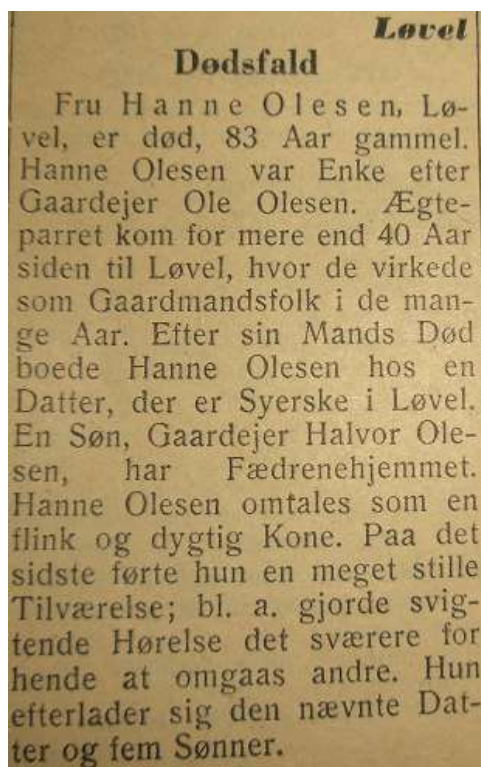 Løvel
Dødsfald
Fru Hanne Olesen, Lø-
vel, er død, 83 Aar gammel.
Hanne Olesen var Enke efter
Gaardejer Ole Olesen. Ægte-
parret kom for mere end 40 Aar
siden til Løvel, hvor de virkede
som Gaardmandsfolk i de man-
ge Aar. Efter sin Mands Død
boede Hanne Olesen hos en
Datter, der er Syerske i Løvel.
En Søn, Gaardejer Halvor Ole-
sen, har Fædrenehjemmet.
Hanne Olesen omtales som en
flink og dygtig Kone. Paa det
sidste førte hun en meget stille
Tilværelse; bl. a. gjorde svig-
tende Hørelse det sværere for
hende at omgaas andre. Hun
efterlader sig den nævnte Dat-
ter og fem Sønner.